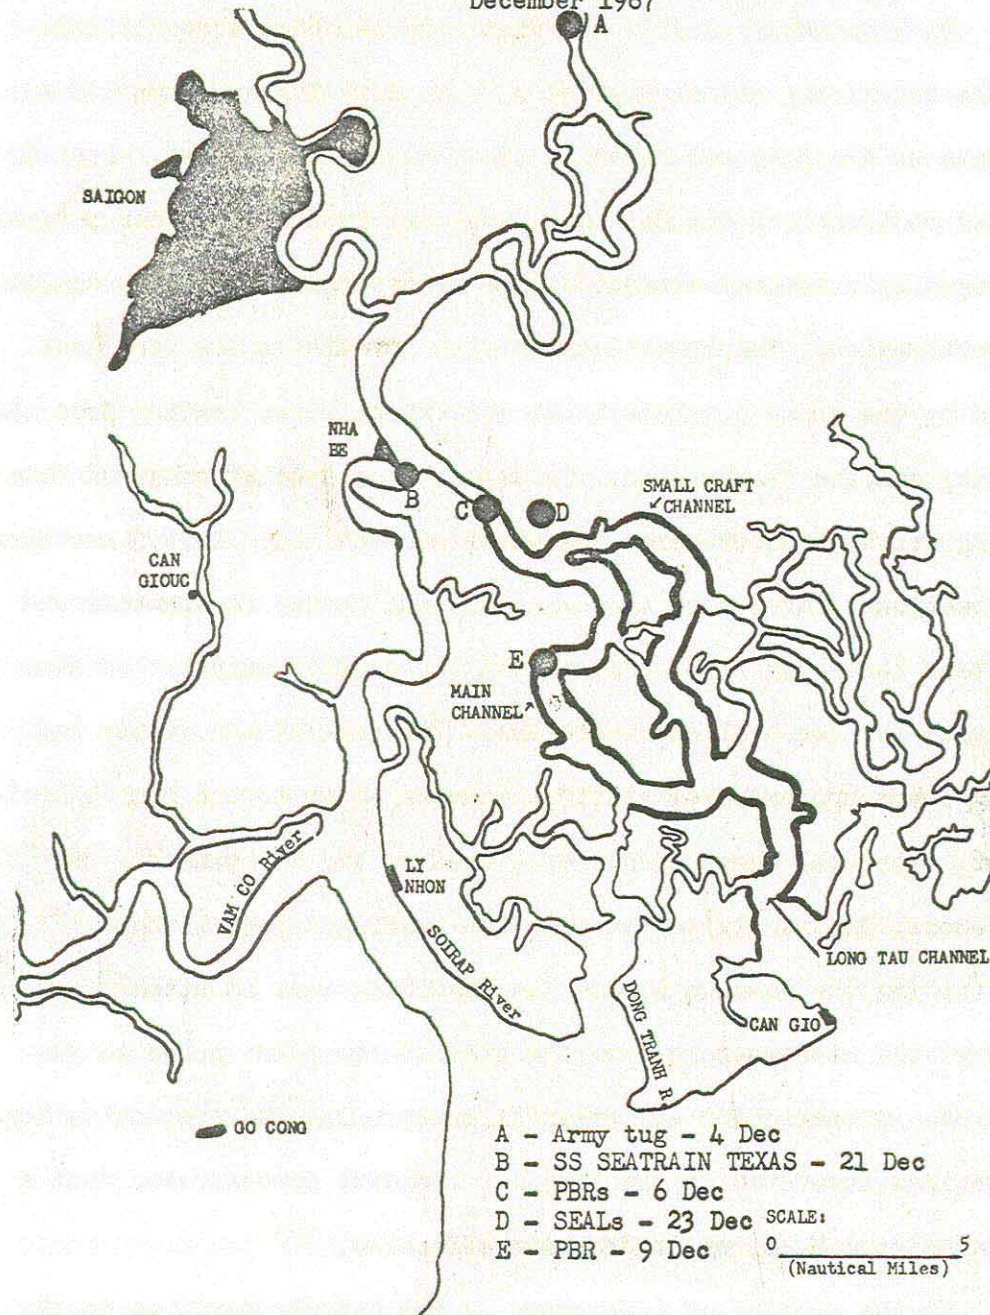 December 1967
A
SAIGON
NHA
BE
B
C
D
SMALL CRAFT
CHANNEL
CAN
GIOUC
E
MAIN
CHANNEL
VAM CO River
LY
NHON
SOIRAP River
LONG TAU CHANNEL
DONG TRANH R.
CAN GIO
GO CONG
A - Army tug - 4 Dec
B - SS SEATRAIN TEXAS - 21 Dec
C - PBRs - 6 Dec
D - SEALs - 23 Dec
E - PBR - 9 Dec
SCALE:
0 5
(Nautical Miles)